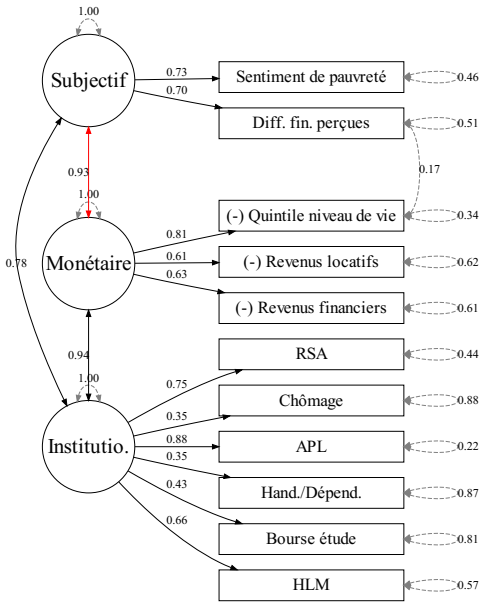 1.00
Subjectif
0.73
Sentiment de pauvreté
0.46
0.70
Diff. fin. perçues
0.51
0.17
0.93
1.00
Monétaire
0.81
(-) Quintile niveau de vie
0.34
0.61
(-) Revenus locatifs
0.62
0.63
(-) Revenus financiers
0.61
0.78
0.94
1.00
Institutio.
0.75
RSA
0.44
0.35
Chômage
0.88
0.88
APL
0.22
0.35
Hand./Dépend.
0.87
0.43
Bourse étude
0.81
0.66
HLM
0.57